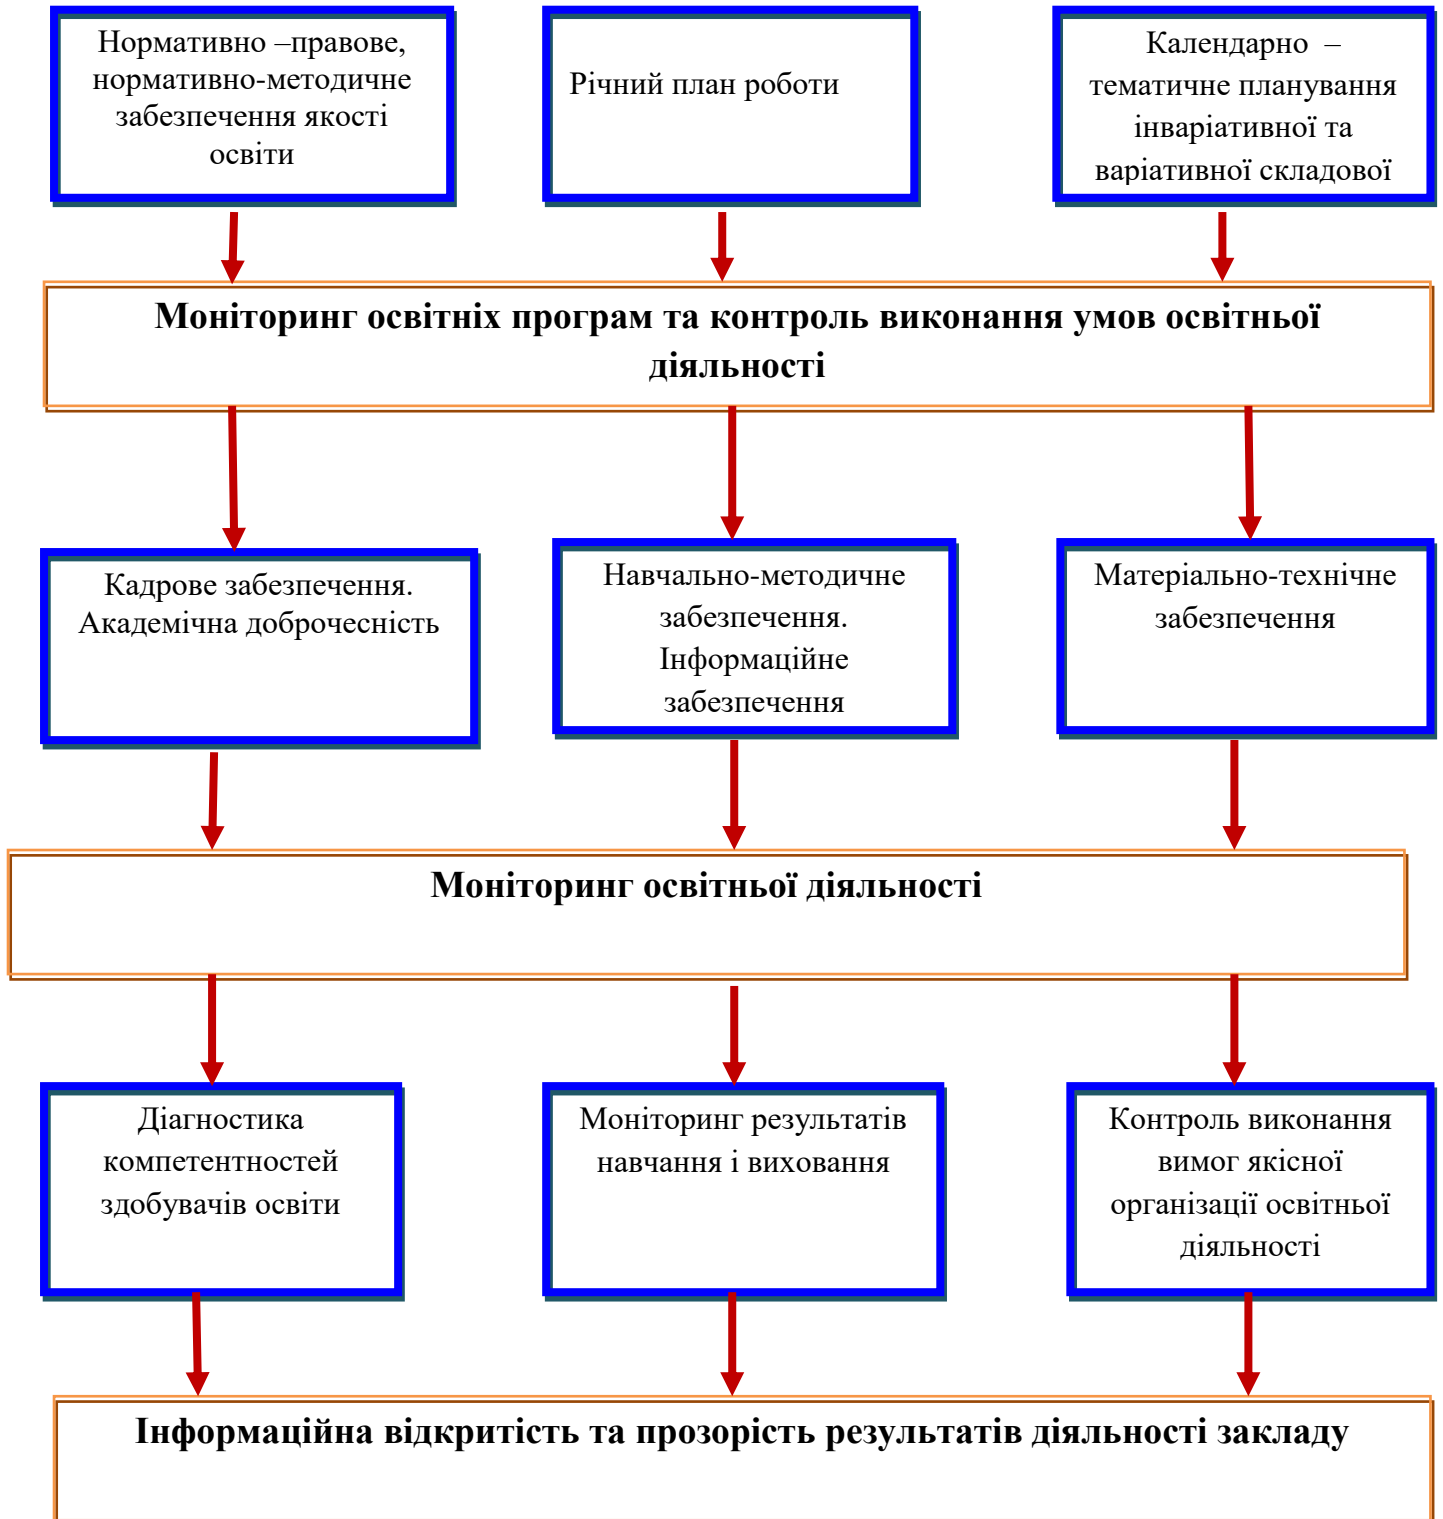 Нормативно –правове,
нормативно-методичне
забезпечення якості
освіти
Річний план роботи
Календарно –
тематичне планування
інваріативної та
варіативної складової
Моніторинг освітніх програм та контроль виконання умов освітньої
діяльності
Кадрове забезпечення.
Академічна доброчесність
Навчально-методичне
забезпечення.
Інформаційне
забезпечення
Матеріально-технічне
забезпечення
Моніторинг освітньої діяльності
Діагностика
компетентностей
здобувачів освіти
Моніторинг результатів
навчання і виховання
Контроль виконання
вимог якісної
організації освітньої
діяльності
Інформаційна відкритість та прозорість результатів діяльності закладу